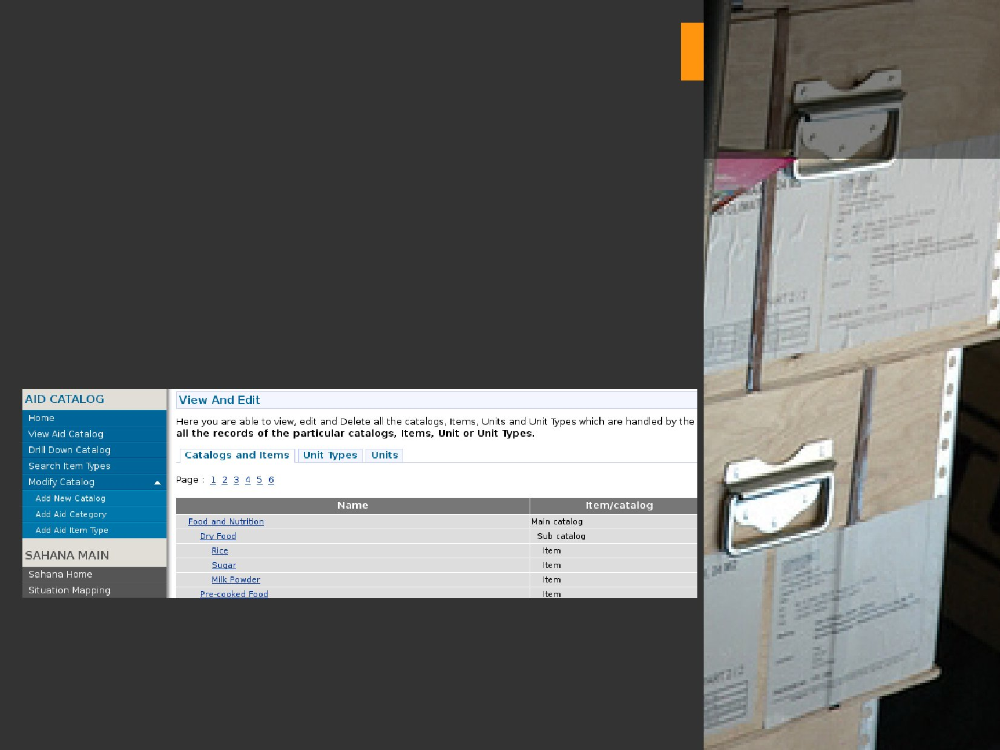 AID CATALOG
Home
View Aid Catalog
Drill Down Catalog
Search Item Types
Modify Catalog
Add New Catalog
Add Aid Category
Add Aid Item Type
SAHANA MAIN
Sahana Home
Situation Mapping
View And Edit
Here you are able to view, edit and Delete all the catalogs, Items, Units and Unit Types which are handled by the
all the records of the particular catalogs, Items, Unit or Unit Types.
Catalogs and Items Unit Types Units
Page : 1 2 3 4 5 6
Name Item/catalog
Food and Nutrition Main catalog
Dry Food Sub catalog
Rice Item
Sugar Item
Milk Powder Item
Pre-cooked Food Item